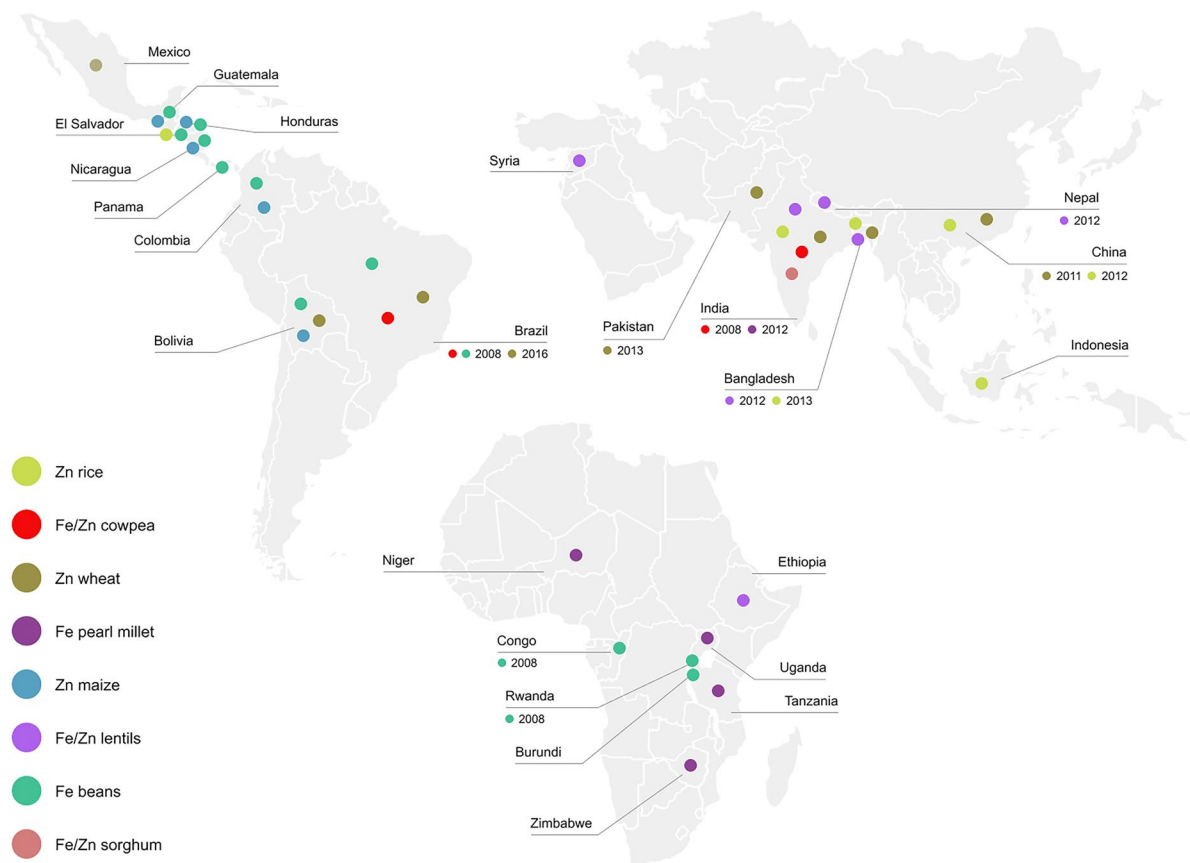 Mexico
Guatemala
El Salvador
Honduras
Nicaragua
Panama
Colombia
Bolivia
Brazil
2008 2016
Syria
Nepal
2012
China
2011 2012
India
2008 2012
Pakistan
2013
Bangladesh
2012 2013
Indonesia
Zn rice
Fe/Zn cowpea
Zn wheat
Fe pearl millet
Zn maize
Fe/Zn lentils
Fe beans
Fe/Zn sorghum
Niger
Ethiopia
Congo
2008
Uganda
Rwanda
2008
Tanzania
Burundi
Zimbabwe